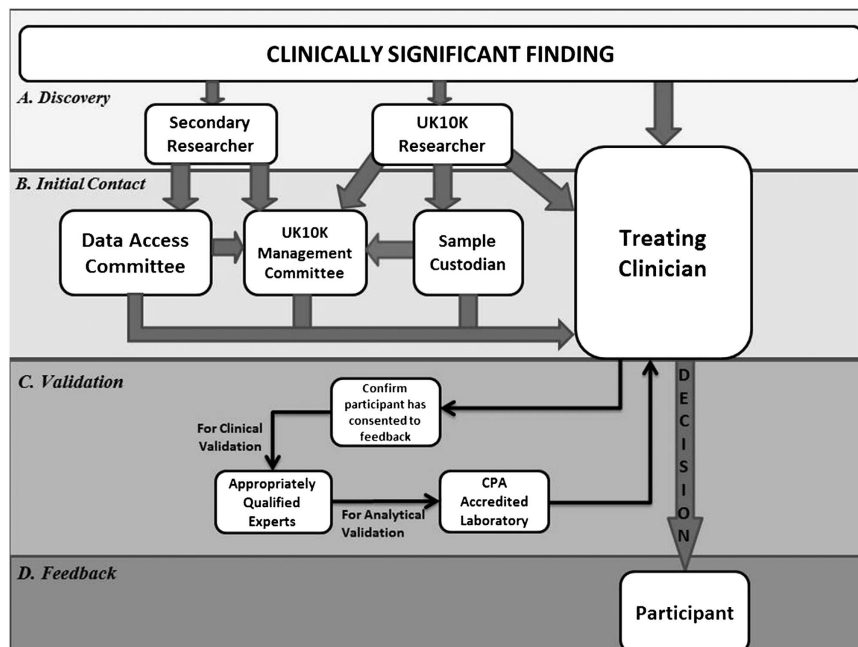 CLINICALLY SIGNIFICANT FINDING
A. Discovery
Secondary
Researcher
UK10K
Researcher
B. Initial Contact
Data Access
Committee
UK10K
Management
Committee
Sample
Custodian
Treating
Clinician
C. Validation
Confirm
participant has
consented to
feedback
For Clinical
Validation
Appropriately
Qualified
Experts
For Analytical
Validation
CPA
Accredited
Laboratory
DECISION
D. Feedback
Participant